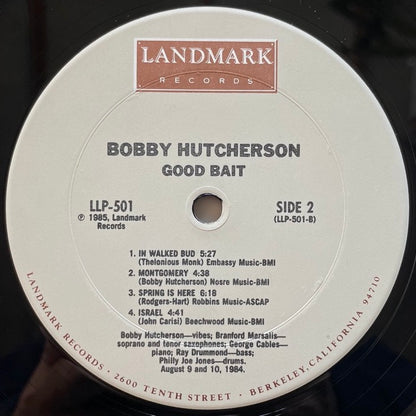 LANDMARK
RECORDS
BOBBY HUTCHERSON
GOOD BAIT
LLP-501
℗ 1985, Landmark
Records
SIDE 2
(LLP-501-B)
1. IN WALKED BUD 5:27
(Thelonious Monk) Embassy Music-BMI
2. MONTGOMERY 4:38
(Bobby Hutcherson) Nosre Music-BMI
3. SPRING IS HERE 6:18
(Rodgers-Hart) Robbins Music-ASCAP
4. ISRAEL 4:41
(John Carisi) Beechwood Music-BMI
Bobby Hutcherson—vibes; Branford Marsalis—
soprano and tenor saxophones; George Cables—
piano; Ray Drummond—bass;
Philly Joe Jones—drums.
August 9 and 10, 1984.
LANDMARK RECORDS • 2600 TENTH STREET • BERKELEY, CALIFORNIA 94710